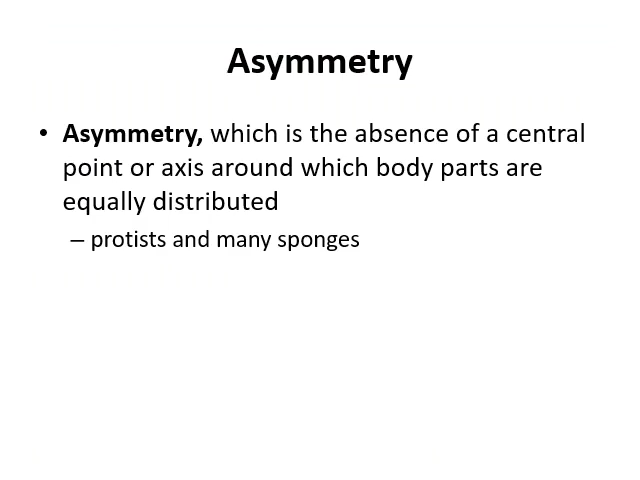 Asymmetry
• Asymmetry, which is the absence of a central
point or axis around which body parts are
equally distributed
– protists and many sponges